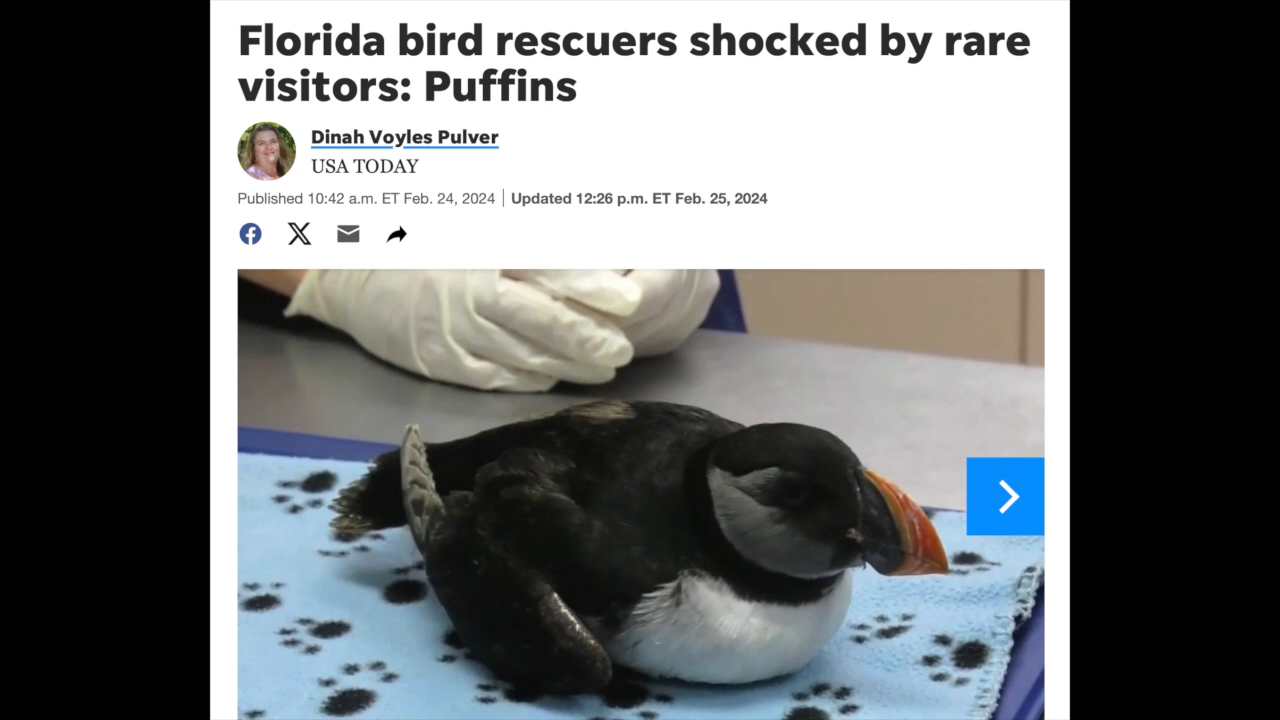 Florida bird rescuers shocked by rare
visitors: Puffins
Dinah Voyles Pulver
USA TODAY
Published 10:42 a.m. ET Feb. 24, 2024 | Updated 12:26 p.m. ET Feb. 25, 2024